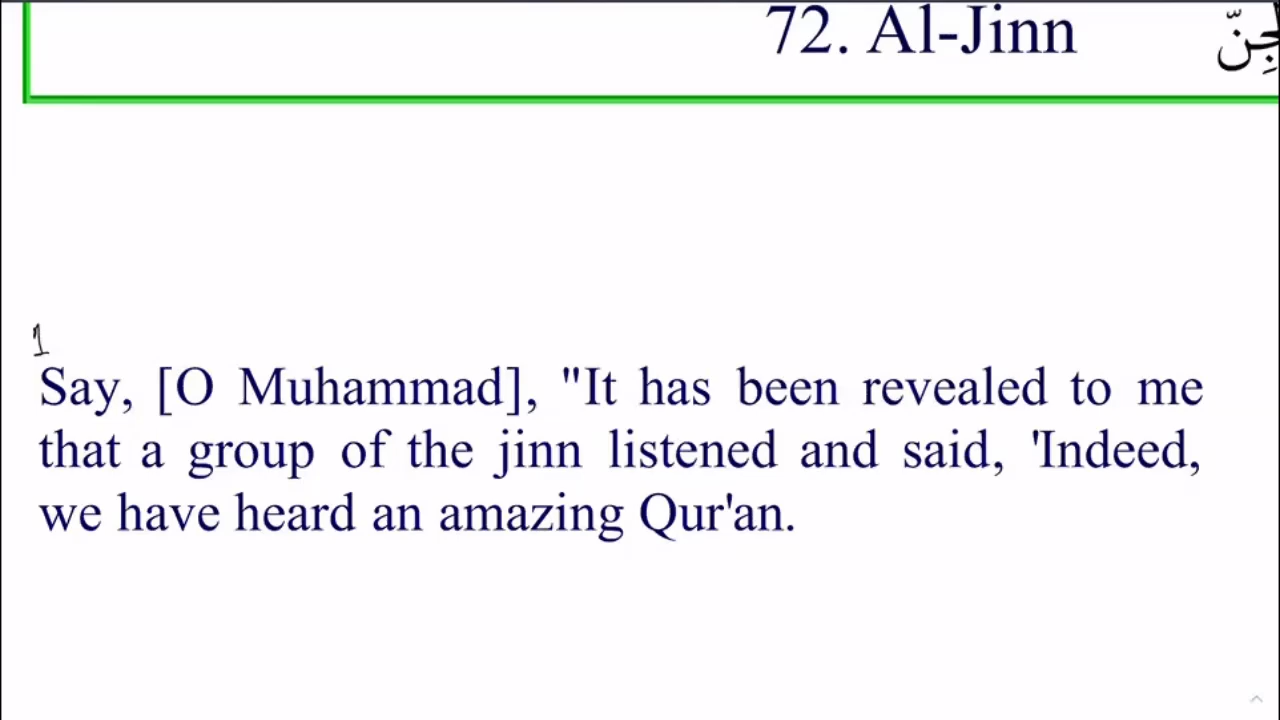 72. Al-Jinn
1
Say, [O Muhammad], "It has been revealed to me
that a group of the jinn listened and said, 'Indeed,
we have heard an amazing Qur'an.